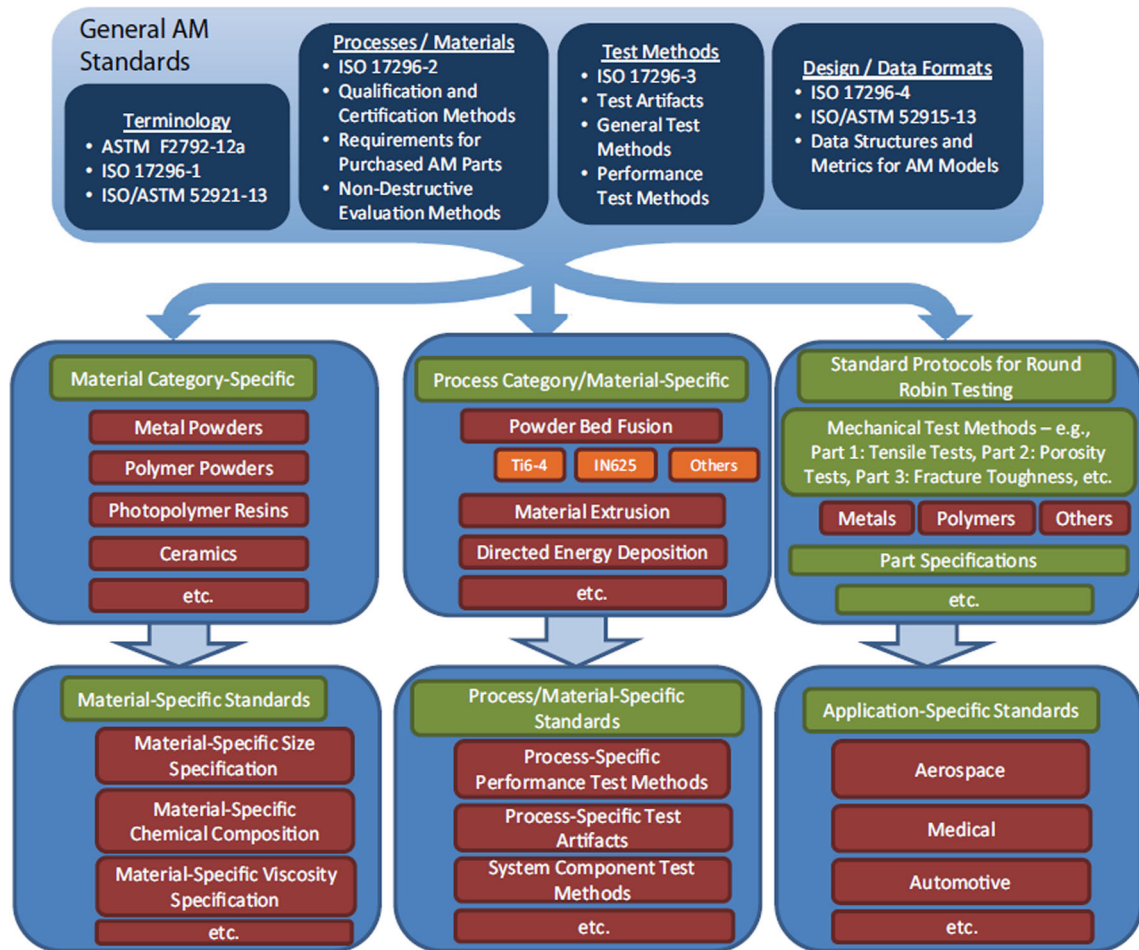 General AM
Standards
Terminology
• ASTM F2792-12a
• ISO 17296-1
• ISO/ASTM 52921-13
Processes / Materials
• ISO 17296-2
• Qualification and
Certification Methods
• Requirements for
Purchased AM Parts
• Non-Destructive
Evaluation Methods
Test Methods
• ISO 17296-3
• Test Artifacts
• General Test
Methods
• Performance
Test Methods
Design / Data Formats
• ISO 17296-4
• ISO/ASTM 52915-13
• Data Structures and
Metrics for AM Models
Material Category-Specific
Metal Powders
Polymer Powders
Photopolymer Resins
Ceramics
etc.
Process Category/Material-Specific
Powder Bed Fusion
Ti6-4
IN625
Others
Material Extrusion
Directed Energy Deposition
etc.
Standard Protocols for Round
Robin Testing
Mechanical Test Methods – e.g.,
Part 1: Tensile Tests, Part 2: Porosity
Tests, Part 3: Fracture Toughness, etc.
Metals
Polymers
Others
Part Specifications
etc.
Material-Specific Standards
Material-Specific Size
Specification
Material-Specific
Chemical Composition
Material-Specific Viscosity
Specification
etc.
Process/Material-Specific
Standards
Process-Specific
Performance Test Methods
Process-Specific Test
Artifacts
System Component Test
Methods
etc.
Application-Specific Standards
Aerospace
Medical
Automotive
etc.